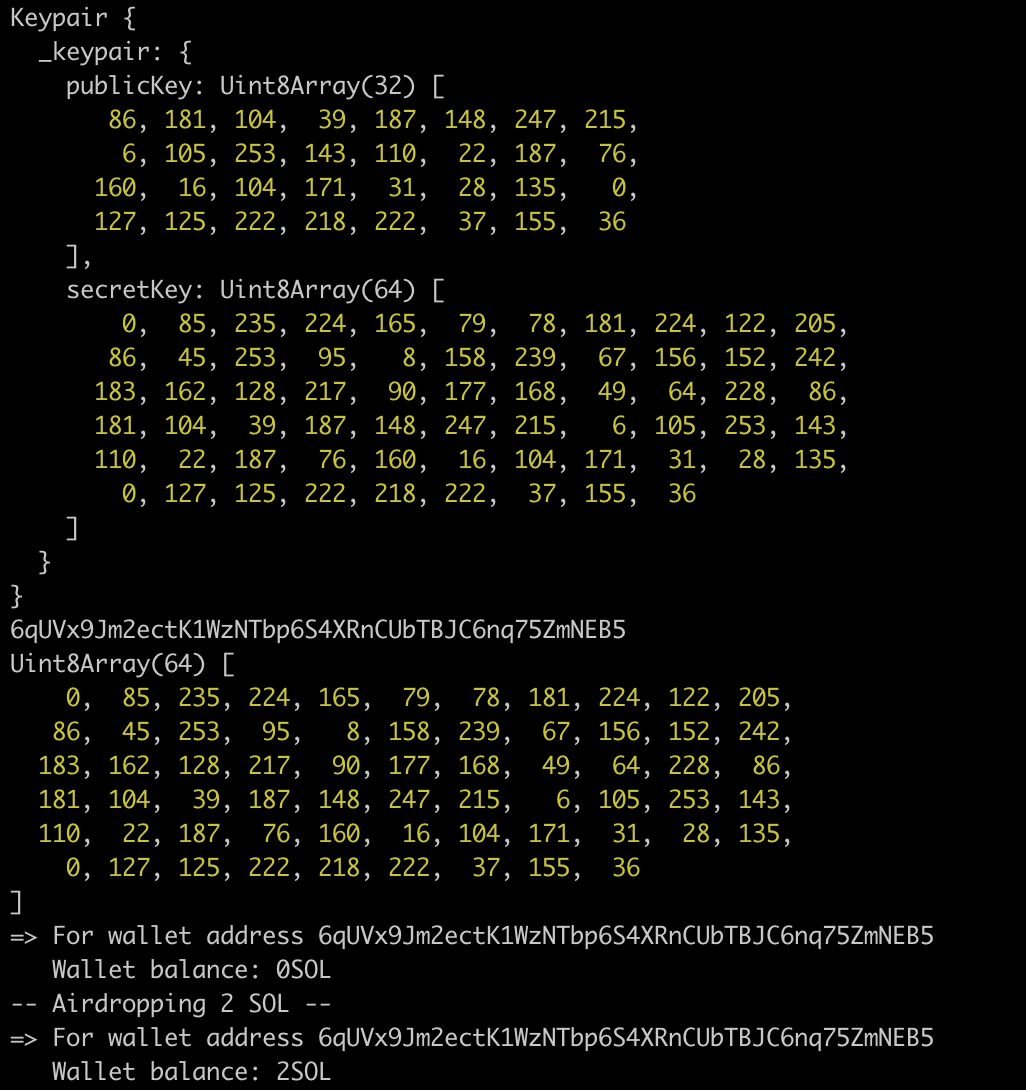 Keypair {
  _keypair: {
    publicKey: Uint8Array(32) [
       86, 181, 104,  39, 187, 148, 247, 215,
        6, 105, 253, 143, 110,  22, 187,  76,
      160,  16, 104, 171,  31,  28, 135,   0,
      127, 125, 222, 218, 222,  37, 155,  36
    ],
    secretKey: Uint8Array(64) [
        0,  85, 235, 224, 165,  79,  78, 181, 224, 122, 205,
       86,  45, 253,  95,   8, 158, 239,  67, 156, 152, 242,
      183, 162, 128, 217,  90, 177, 168,  49,  64, 228,  86,
      181, 104,  39, 187, 148, 247, 215,   6, 105, 253, 143,
      110,  22, 187,  76, 160,  16, 104, 171,  31,  28, 135,
        0, 127, 125, 222, 218, 222,  37, 155,  36
    ]
  }
}
6qUVx9Jm2ectK1WzNTbp6S4XRnCUbTBJC6nq75ZmNEB5
Uint8Array(64) [
    0,  85, 235, 224, 165,  79,  78, 181, 224, 122, 205,
   86,  45, 253,  95,   8, 158, 239,  67, 156, 152, 242,
  183, 162, 128, 217,  90, 177, 168,  49,  64, 228,  86,
  181, 104,  39, 187, 148, 247, 215,   6, 105, 253, 143,
  110,  22, 187,  76, 160,  16, 104, 171,  31,  28, 135,
    0, 127, 125, 222, 218, 222,  37, 155,  36
]
=> For wallet address 6qUVx9Jm2ectK1WzNTbp6S4XRnCUbTBJC6nq75ZmNEB5
   Wallet balance: 0SOL
-- Airdropping 2 SOL --
=> For wallet address 6qUVx9Jm2ectK1WzNTbp6S4XRnCUbTBJC6nq75ZmNEB5
   Wallet balance: 2SOL